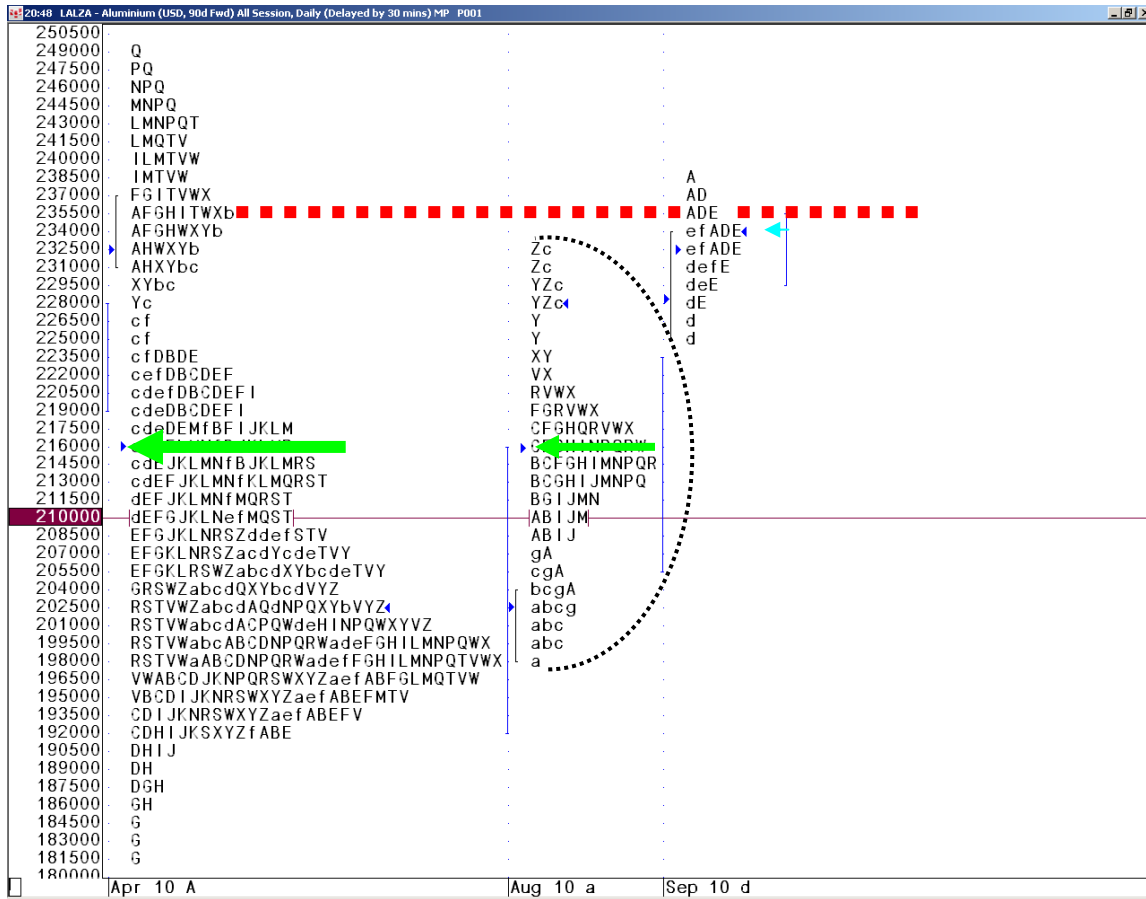 20:48 LALZA - Aluminium (USD, 90d Fwd) All Session, Daily (Delayed by 30 mins) MP P001
250500
249000 Q
247500 PQ
246000 NPQ
244500 MNPQ
243000 LMNPQT
241500 LMQTV
240000 ILMTVW
238500 IMTVW A
237000 FGITVWX AD
235500 AFGHITWXb ADE
234000 AFGHWXYb efADE
232500 AHWXYb Zc efADE
231000 AHXYbc Zc defE
229500 XYbc YZc deE
228000 Yc YZc dE
226500 cf Y d
225000 cf Y d
223500 cfDBDE XY
222000 cefDBCDEF VX
220500 cdefDBCDEFI RVWX
219000 cdeDBCDEFI FGRVWX
217500 cdeDEMfBFIJKLM CFGHQRVWX
216000
214500 cdEJKLMNfBJKLMRS BCFGHIMNPQR
213000 cdEFJKLMNfKLMQRST BCGHIJMNPQ
211500 dEFJKLMNfMQRST BGIJMN
210000 dEFGJKLNefMQST ABIJM
208500 EFGJKLNRSZddefSTV ABIJ
207000 EFGKLNRSZacdYcdeTVY gA
205500 EFGKLRSWZabcdXYbcdeTVY cgA
204000 GRSWZabcdQXYbcdVYZ bcgA
202500 RSTVWZabcdAQdNPQXYbVYZ abcg
201000 RSTVWabcdACPQWdeHINPQWXYVZ abc
199500 RSTVWabcABCDNPQRWadeFGHILMNPQWX abc
198000 RSTVWaABCDNPQRWadefFGHILMNPQTVWX a
196500 VWABCDJKNPQRSWXYZaefABFGLMQTVW
195000 VBCDIJKNRSWXYZaefABEFMTV
193500 CDIJKNRSWXYZaefABEFV
192000 CDHIJKSXYZfABE
190500 DHIJ
189000 DH
187500 DGH
186000 GH
184500 G
183000 G
181500 G
180000
Apr 10 A Aug 10 a Sep 10 d